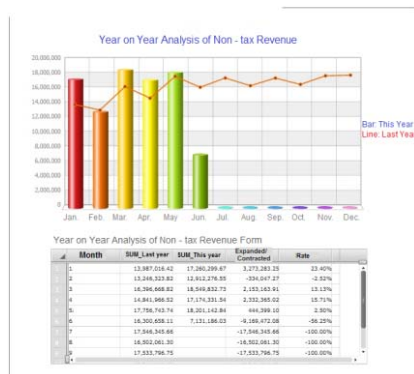 Year on Year Analysis of Non - tax Revenue
20,000,000
18,000,000
16,000,000
14,000,000
12,000,000
10,000,000
8,000,000
6,000,000
4,000,000
2,000,000
0
Jan. Feb. Mar. Apr. May Jun. Jul. Aug. Sep. Oct. Nov. Dec.
Bar: This Year
Line: Last Yea
Year on Year Analysis of Non - tax Revenue Form
Month SUM_Last year SUM_This year Expanded/ Contracted Rate
1 13,987,016.42 17,260,299.67 3,273,283.25 23.40%
2 13,246,323.82 12,912,276.55 -334,047.27 -2.52%
3 16,396,668.82 18,549,832.73 2,153,163.91 13.13%
4 14,841,966.52 17,174,331.54 2,332,365.02 15.71%
5 17,756,743.74 18,201,142.84 444,399.10 2.50%
6 16,300,658.11 7,131,186.03 -9,169,472.08 -56.25%
7 17,546,345.66 -17,546,345.66 -100.00%
8 16,502,061.30 -16,502,061.30 -100.00%
9 17,533,796.75 -17,533,796.75 -100.00%